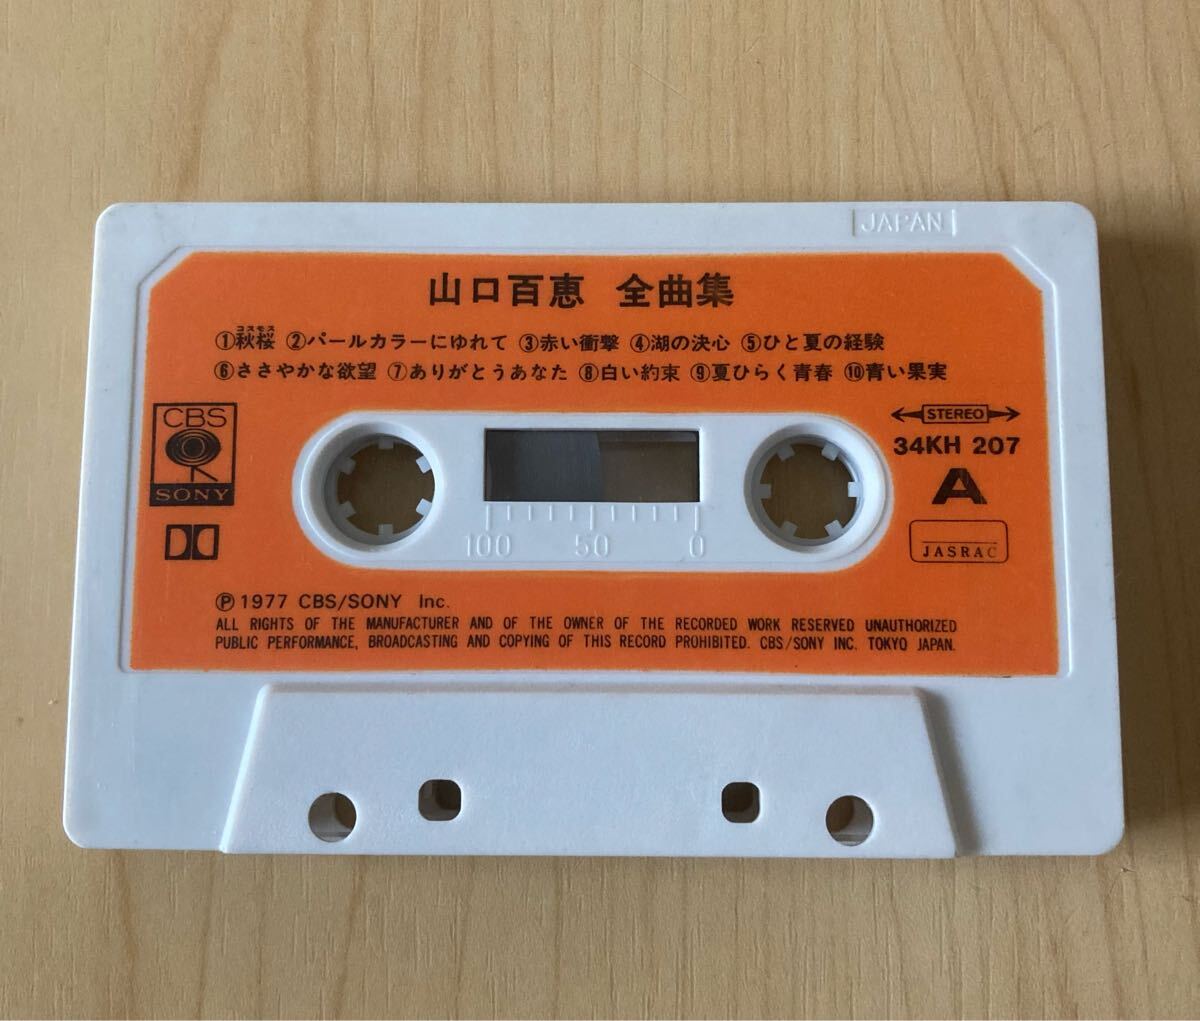 JAPAN
山口百恵 全曲集
コスモス
①秋桜 ②パールカラーにゆれて ③赤い衝撃 ④湖の決心 ⑤ひと夏の経験
⑥ささやかな欲望 ⑦ありがとうあなた ⑧白い約束 ⑨夏ひらく青春 ⑩青い果実
CBS
SONY
STEREO
34KH 207
A
JASRAC
100 50 0
Ⓟ 1977 CBS/SONY Inc.
ALL RIGHTS OF THE MANUFACTURER AND OF THE OWNER OF THE RECORDED WORK RESERVED UNAUTHORIZED
PUBLIC PERFORMANCE, BROADCASTING AND COPYING OF THIS RECORD PROHIBITED. CBS/SONY INC. TOKYO JAPAN.